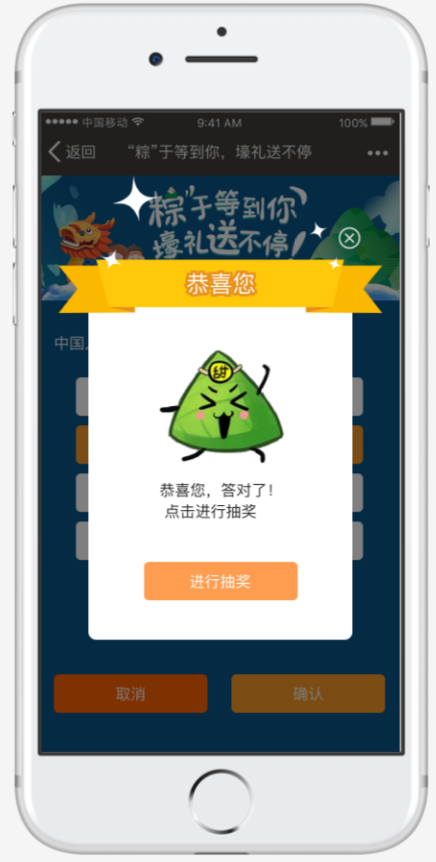 中国移动 9:41 AM 100%
返回 “粽”于等到你，壕礼送不停
“粽”于等到你
壕礼送不停！
恭喜您
中国
甜
恭喜您，答对了！
点击进行抽奖
进行抽奖
取消 确认